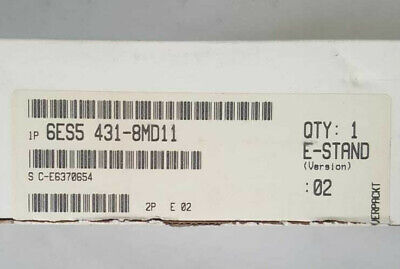 1P 6ES5 431-8MD11
S C-E6370654
2P E 02
QTY: 1
E-STAND
(Version)
:02
VERPACKT